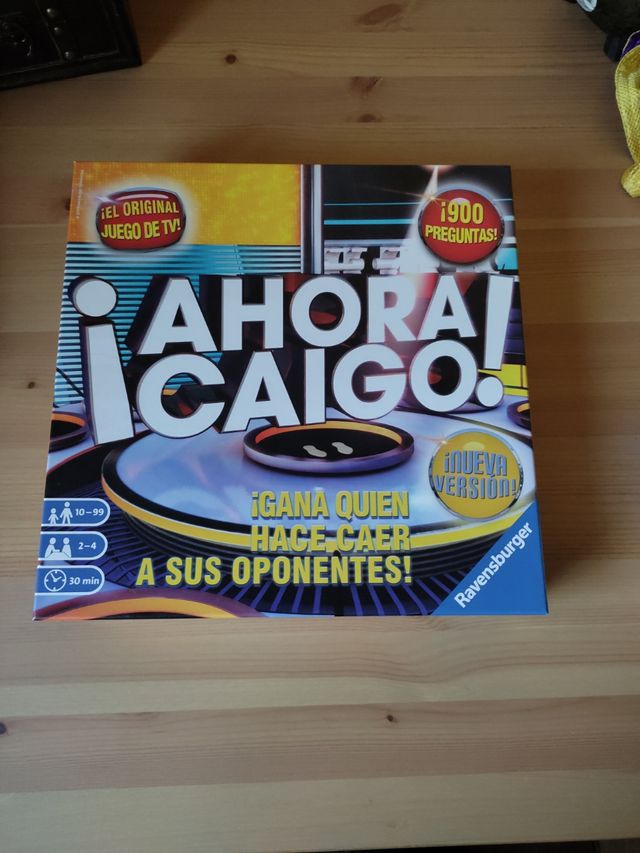 ¡EL ORIGINAL
JUEGO DE TV!
¡900
PREGUNTAS!
¡AHORA
CAIGO!
¡NUEVA
VERSIÓN!
¡GANA QUIEN
HACE CAER
A SUS OPONENTES!
10-99
2-4
30 min
Ravensburger